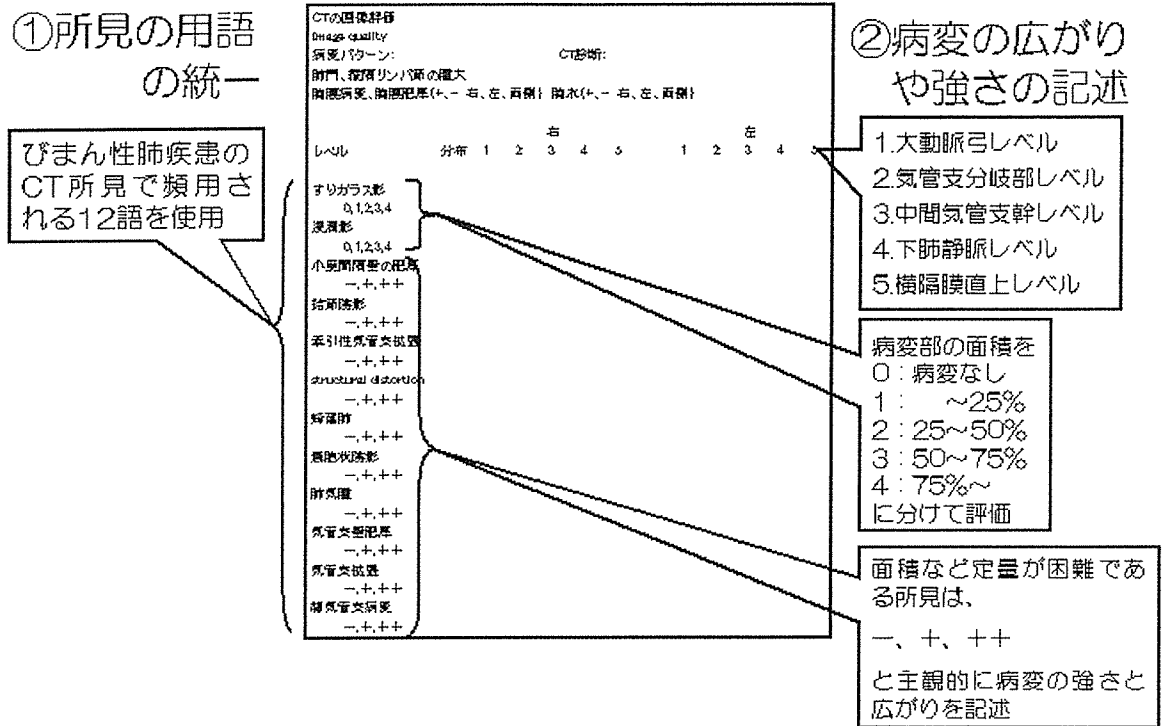 ①所見の用語
の統一
びまん性肺疾患の
CT所見で頻用さ
れる12語を使用
CTの画像評価
Image quality
病変パターン: CT診断:
肺門、縦隔リンパ節の腫大
胸膜病変、胸膜肥厚(+、- 右、左、両側) 胸水(+、- 右、左、両側)
右 左
レベル 分布 1 2 3 4 5 1 2 3 4 5
すりガラス影
0,1,2,3,4
浸潤影
0,1,2,3,4
小葉間隔壁の肥厚
−,+,++
結節陰影
−,+,++
牽引性気管支拡張
−,+,++
structural distortion
−,+,++
蜂窩肺
−,+,++
嚢胞状陰影
−,+,++
肺気腫
−,+,++
気管支壁肥厚
−,+,++
気管支拡張
−,+,++
細気管支病変
−,+,++
②病変の広がり
や強さの記述
1.大動脈弓レベル
2.気管支分岐部レベル
3.中間気管支幹レベル
4.下肺静脈レベル
5.横隔膜直上レベル
病変部の面積を
0:病変なし
1: ~25%
2:25~50%
3:50~75%
4:75%~
に分けて評価
面積など定量が困難であ
る所見は、
−、+、++
と主観的に病変の強さと
広がりを記述